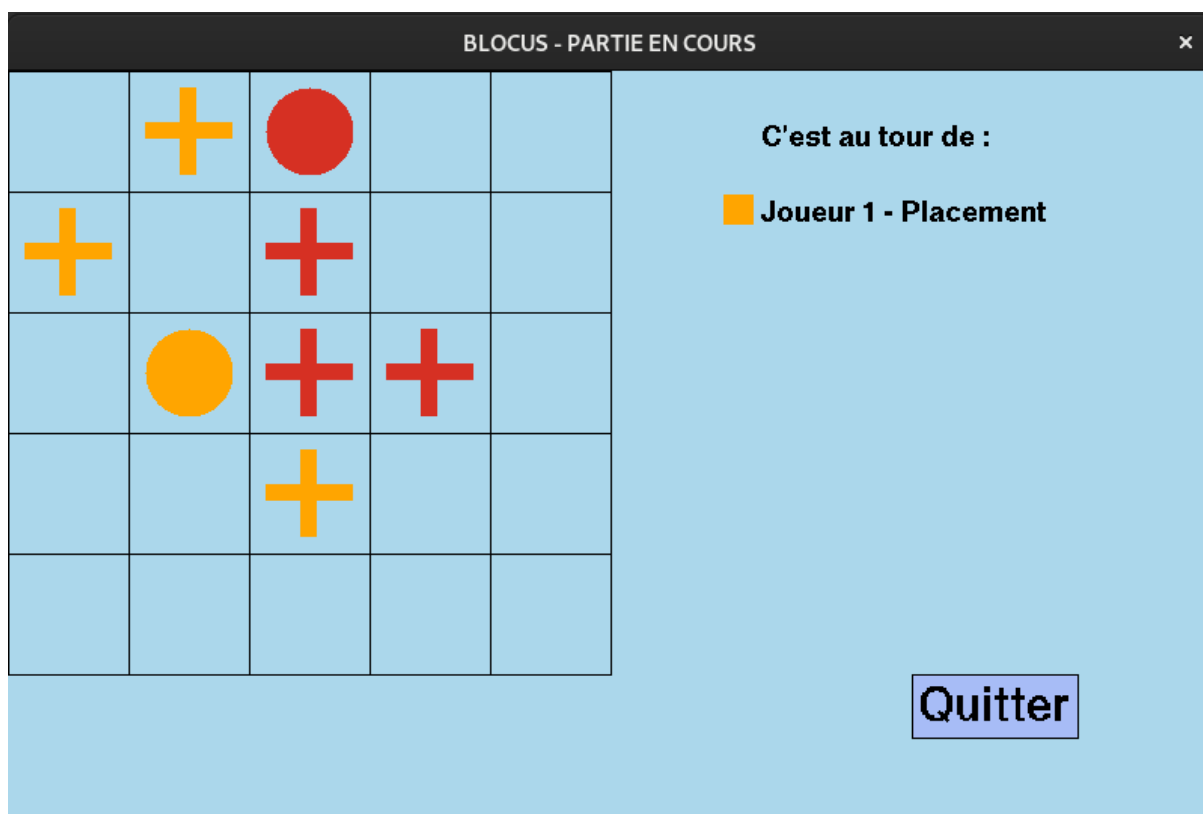 BLOCUS - PARTIE EN COURS
C'est au tour de :
Joueur 1 - Placement
Quitter